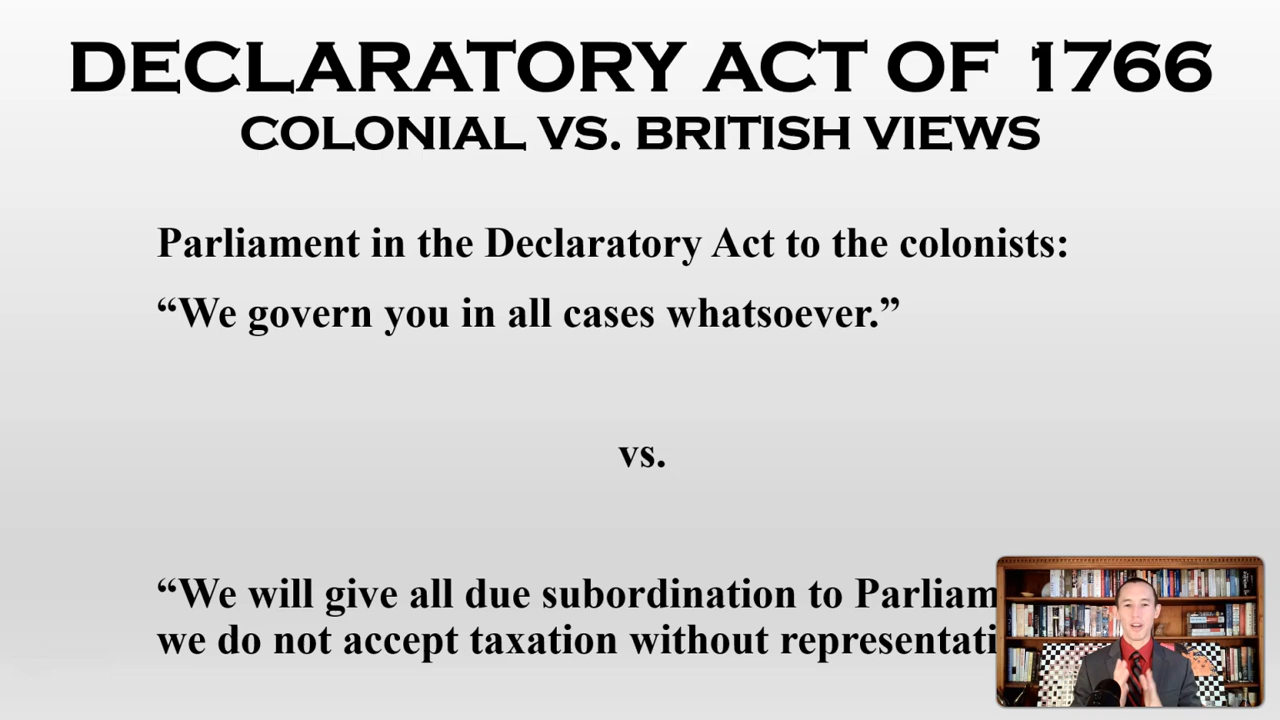 DECLARATORY ACT OF 1766
COLONIAL VS. BRITISH VIEWS
Parliament in the Declaratory Act to the colonists:
“We govern you in all cases whatsoever.”
vs.
“We will give all due subordination to Parliam
we do not accept taxation without representati